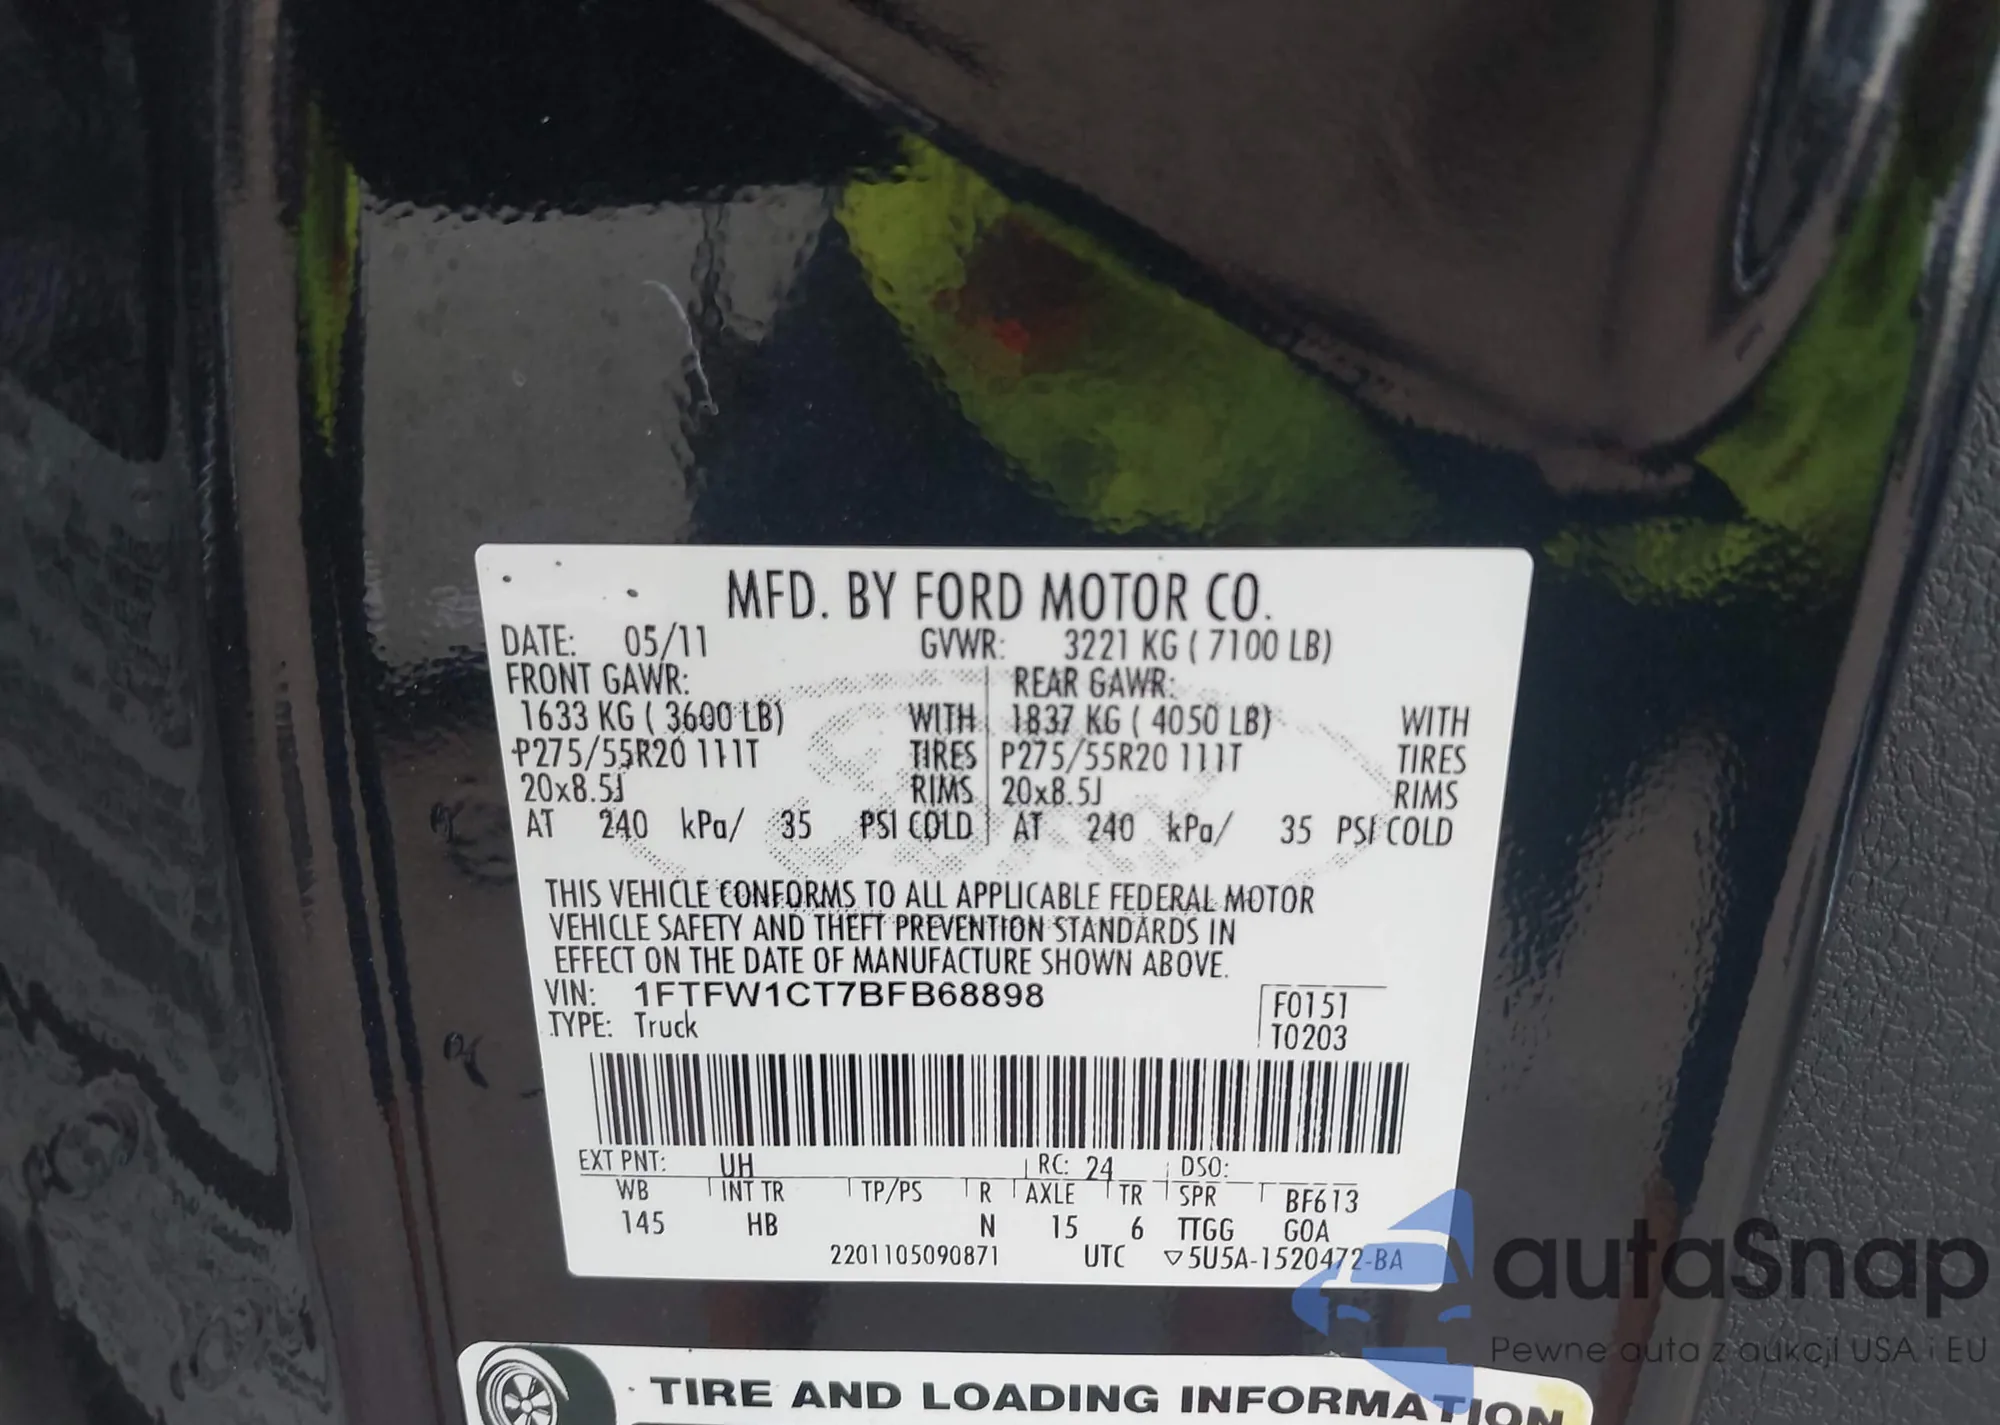 MFD. BY FORD MOTOR CO.
DATE: 05/11 GVWR: 3221 KG ( 7100 LB)
FRONT GAWR: REAR GAWR:
1633 KG ( 3600 LB) WITH 1837 KG ( 4050 LB) WITH
P275/55R20 111T TIRES P275/55R20 111T TIRES
20x8.5J RIMS 20x8.5J RIMS
AT 240 kPa/ 35 PSI COLD AT 240 kPa/ 35 PSI COLD
THIS VEHICLE CONFORMS TO ALL APPLICABLE FEDERAL MOTOR
VEHICLE SAFETY AND THEFT PREVENTION STANDARDS IN
EFFECT ON THE DATE OF MANUFACTURE SHOWN ABOVE.
VIN: 1FTFW1CT7BFB68898 F0151
TYPE: Truck T0203
EXT PNT: UH RC: 24 DSO:
WB INT TR TP/PS R AXLE TR SPR BF613
145 HB N 15 6 TTGG GOA
2201105090871 UTC ▽5U5A-1520472-BA
autaSnap
Pewne auta z aukcji USA i EU
TIRE AND LOADING INFORMATION